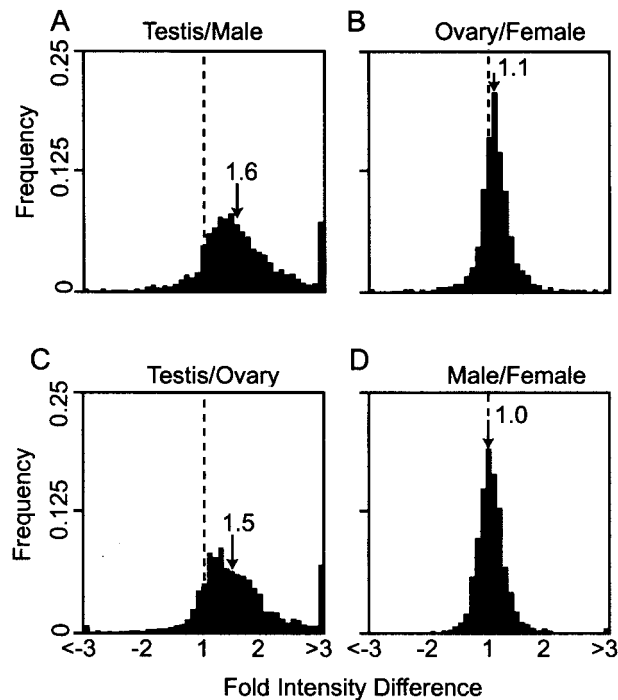 A Testis/Male
0.25
0.125
0
Frequency
1.6
B Ovary/Female
1.1
C Testis/Ovary
0.25
0.125
0
Frequency
1.5
<-3 -2 1 2 >3
D Male/Female
1.0
<-3 -2 1 2 >3
Fold Intensity Difference